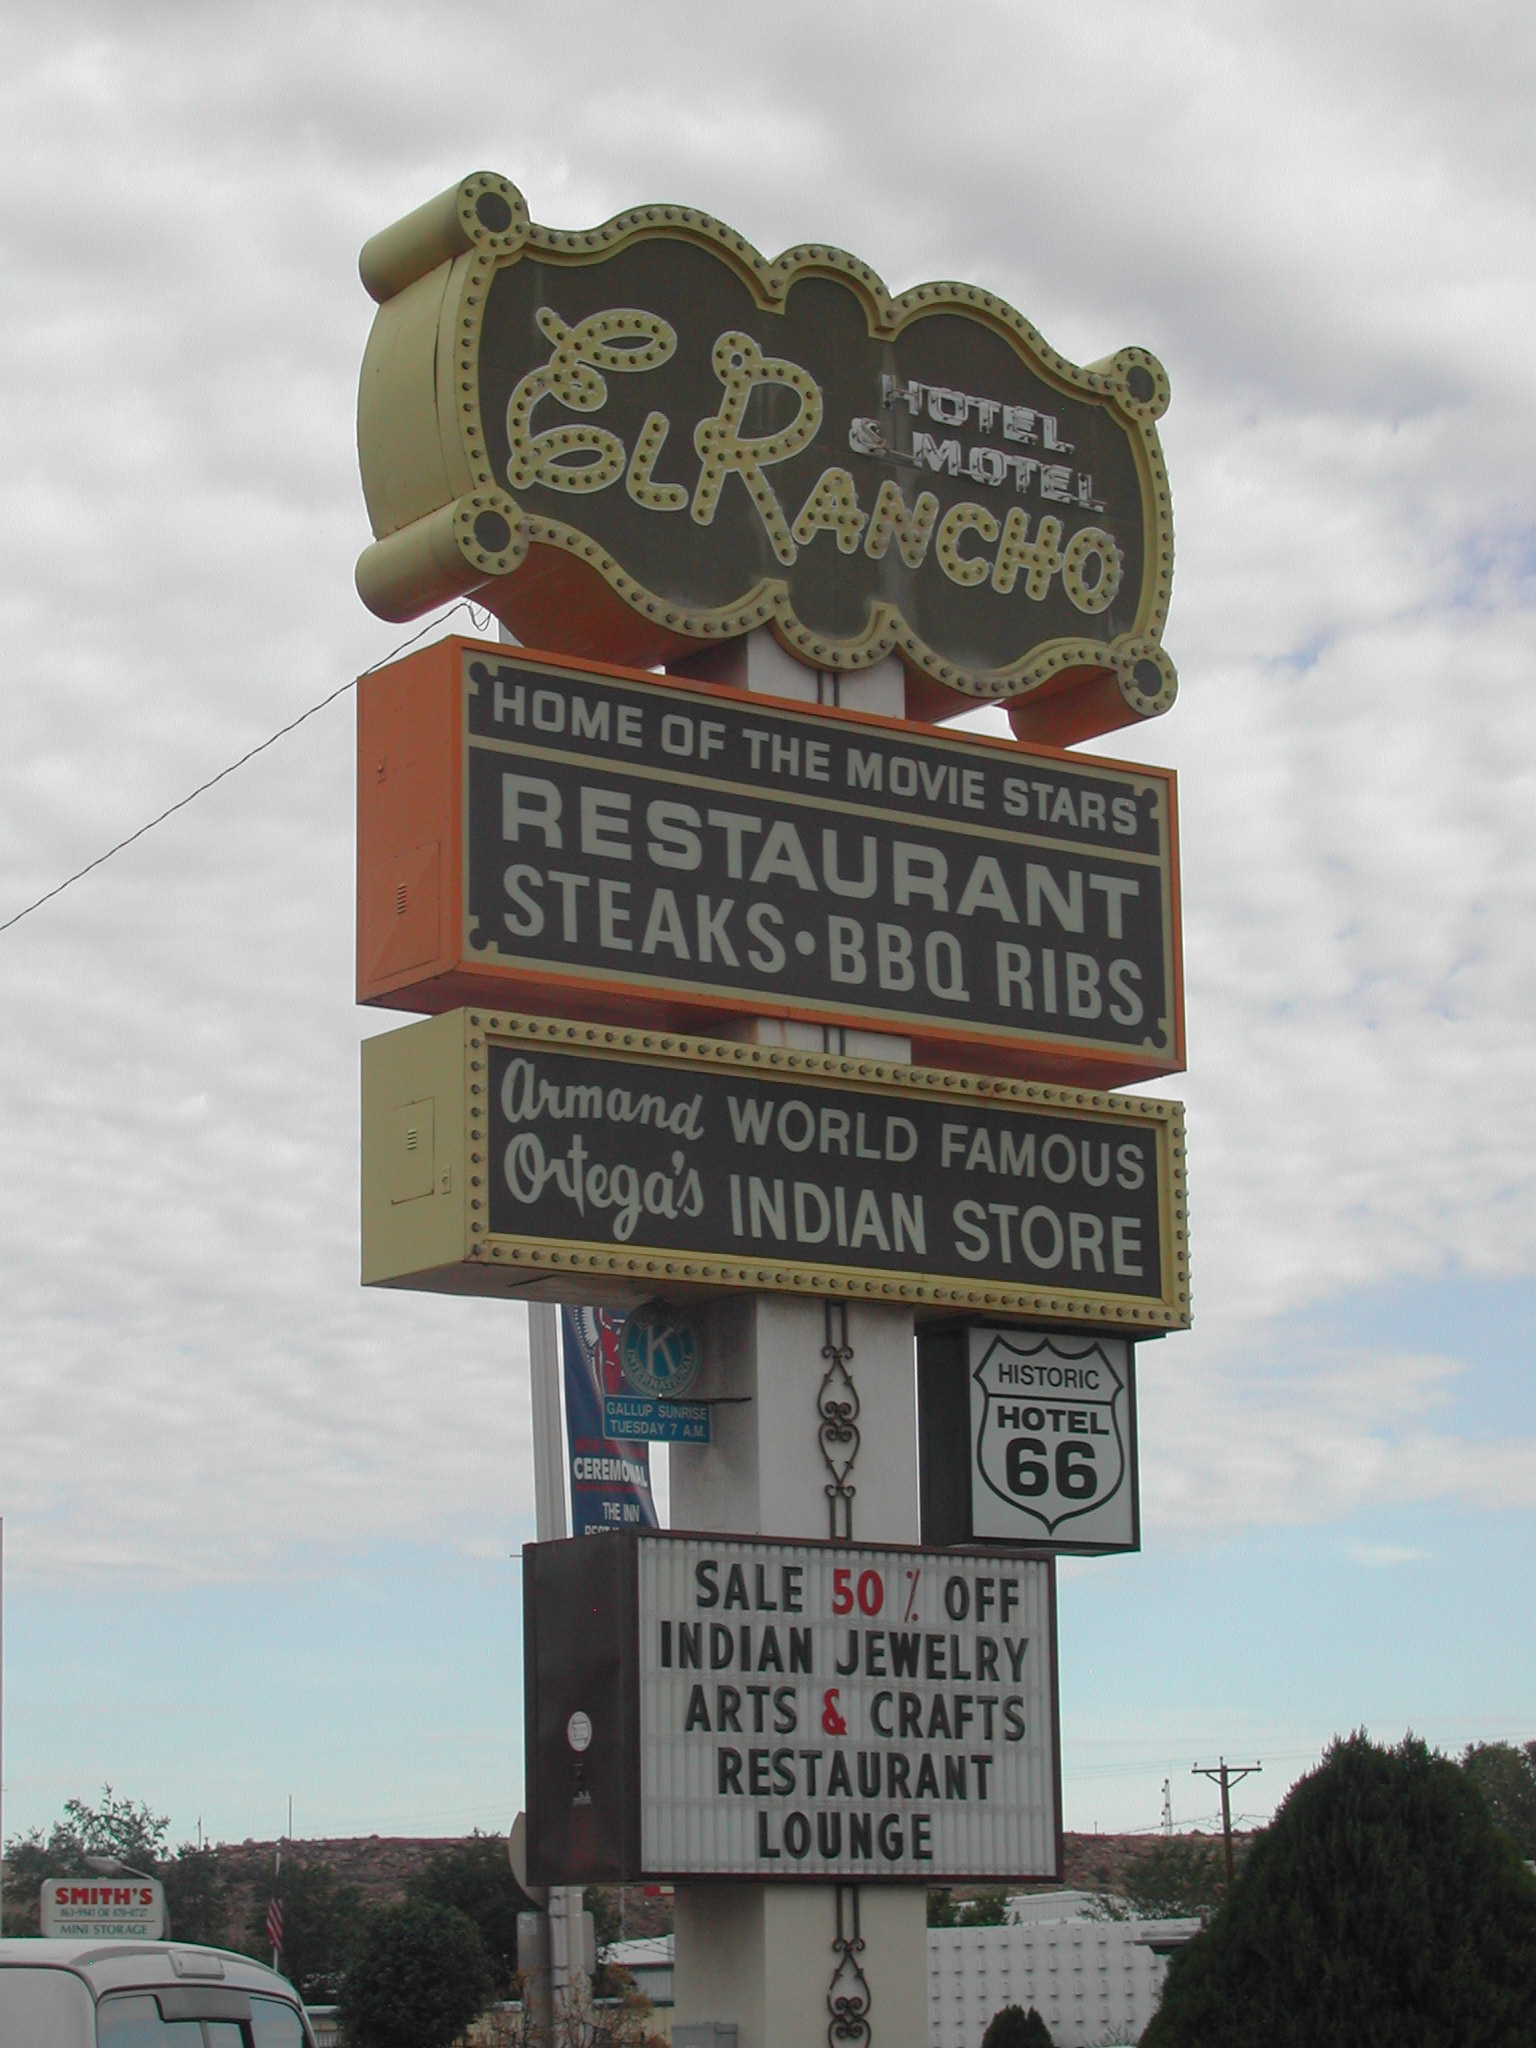 El Rancho
HOTEL
& MOTEL
HOME OF THE MOVIE STARS
RESTAURANT
STEAKS • BBQ RIBS
Armand
Ortega's
WORLD FAMOUS
INDIAN STORE
K
INTERNATIONAL
GALLUP SUNRISE
TUESDAY 7 A.M.
CEREMONIAL
THE INN
HISTORIC
HOTEL
66
SALE 50 % OFF
INDIAN JEWELRY
ARTS & CRAFTS
RESTAURANT
LOUNGE
SMITH'S
MINI STORAGE